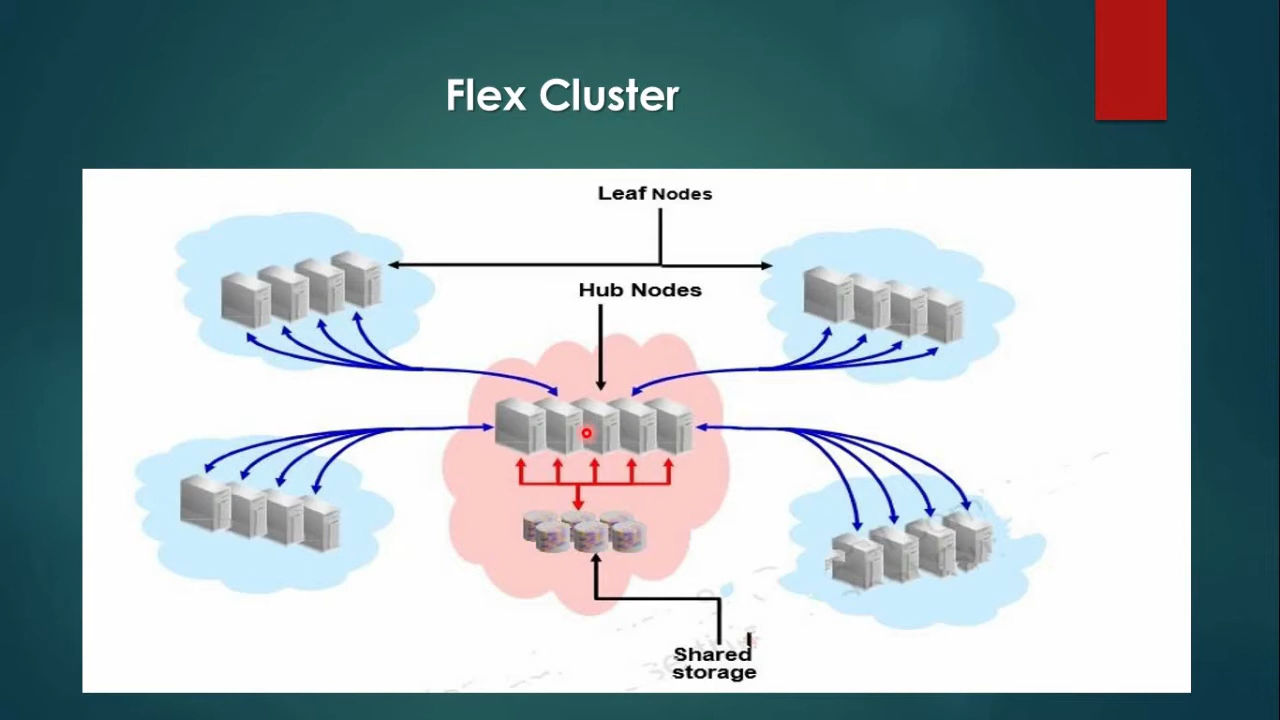 Flex Cluster
Leaf Nodes
Hub Nodes
Shared
storage